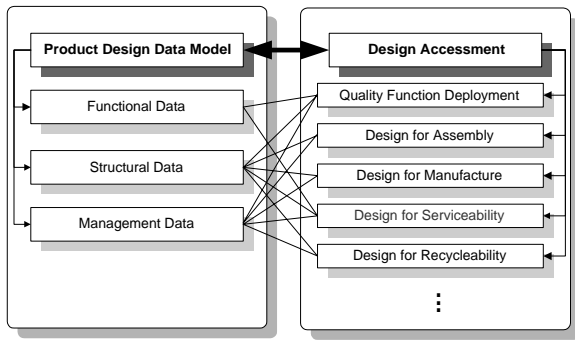 Product Design Data Model
Functional Data
Structural Data
Management Data
Design Accessment
Quality Function Deployment
Design for Assembly
Design for Manufacture
Design for Serviceability
Design for Recycleability